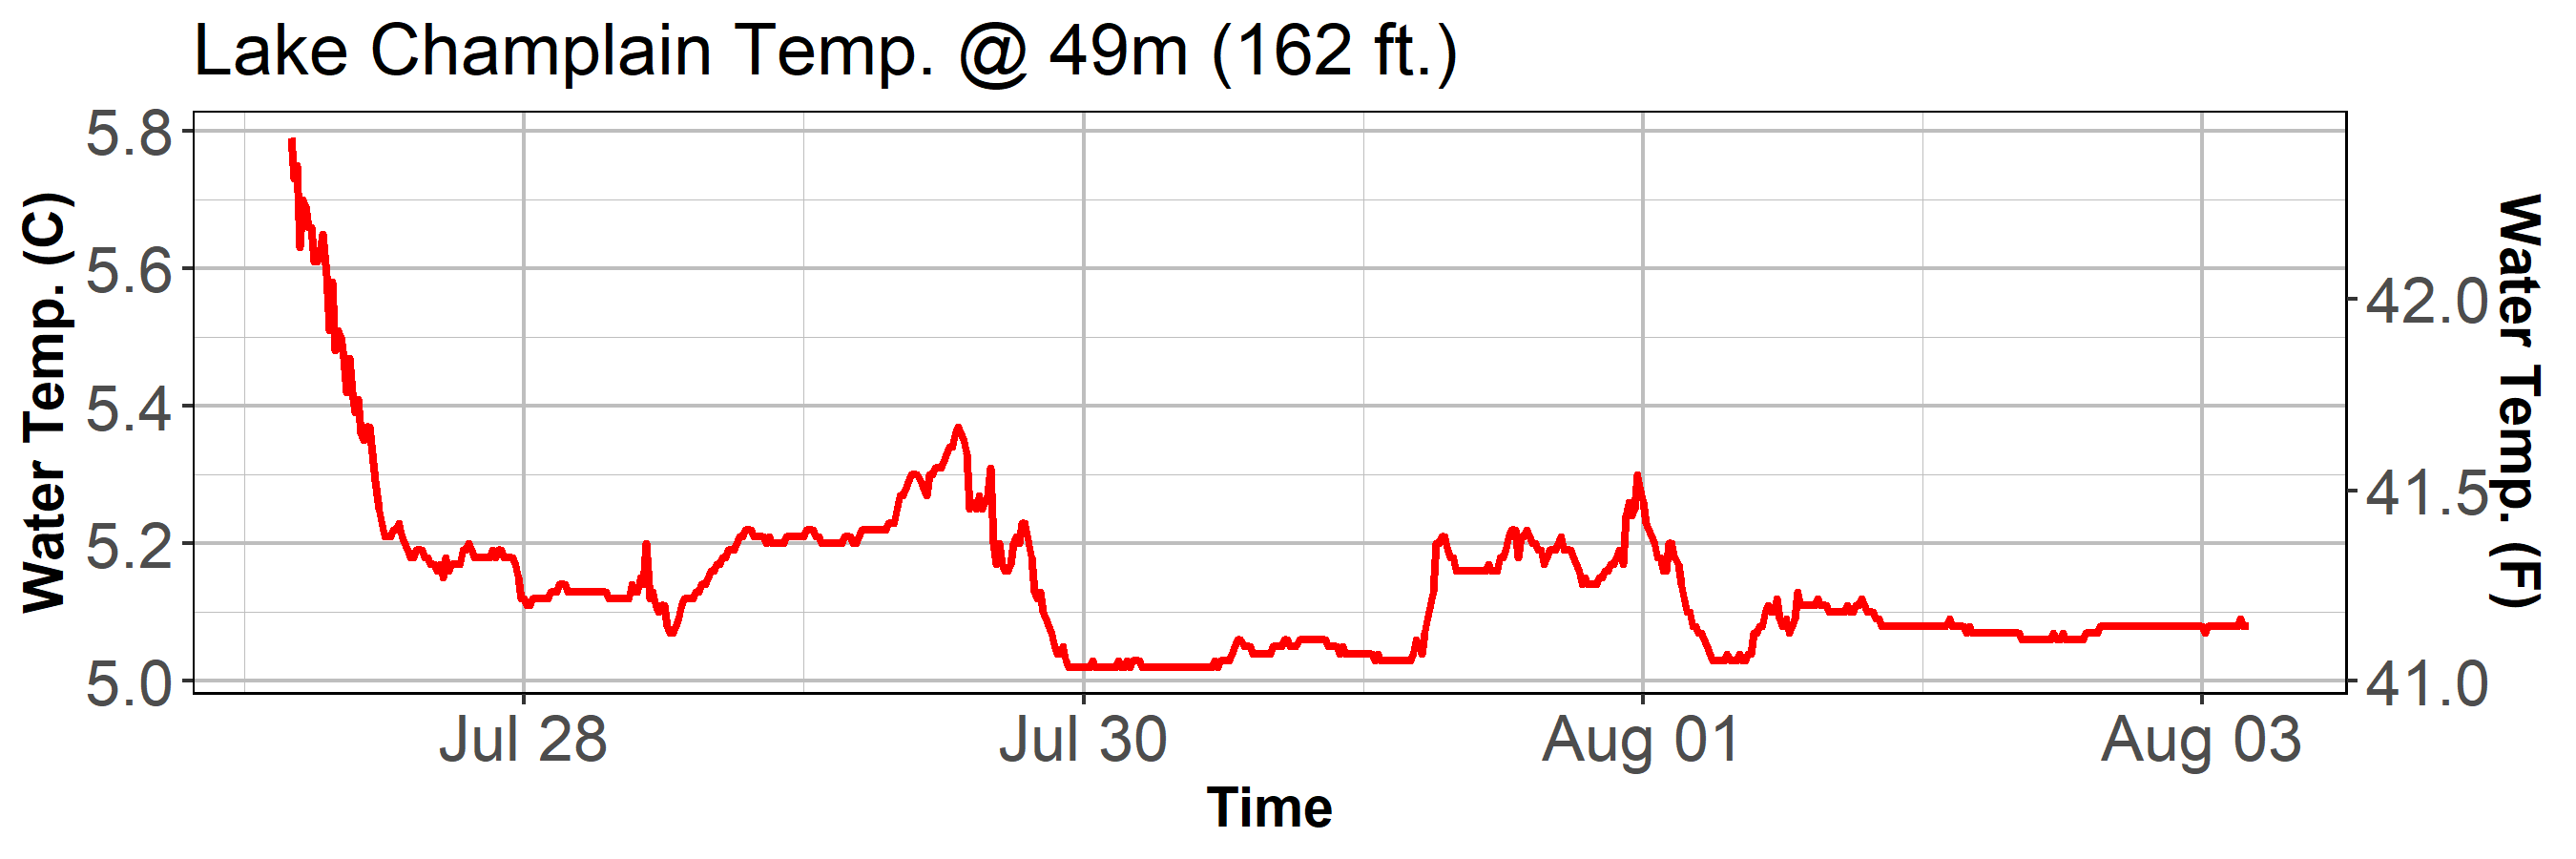 Lake Champlain Temp. @ 49m (162 ft.)
Water Temp. (C)
5.8
5.6
5.4
5.2
5.0
42.0
41.5
41.0
Water Temp. (F)
Jul 28
Jul 30
Aug 01
Aug 03
Time